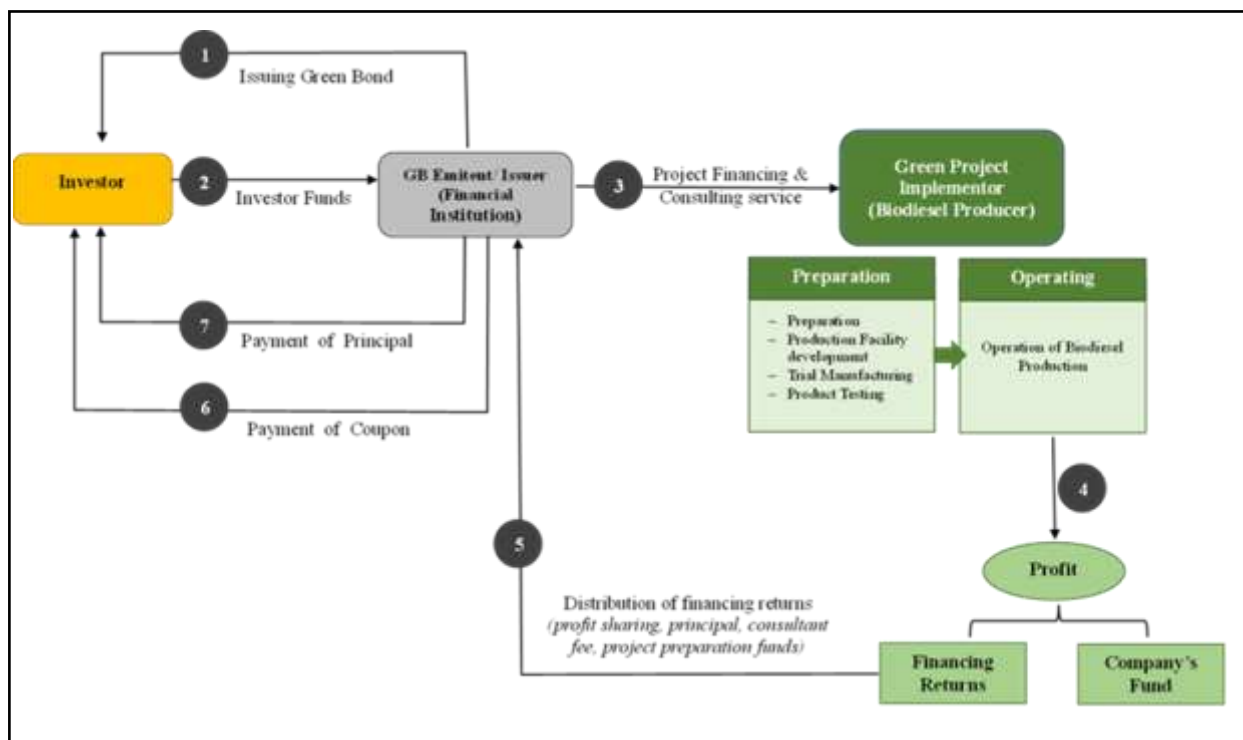 1
Issuing Green Bond
Investor
2
Investor Funds
GB Emitent/ Issuer
(Financial
Institution)
3
Project Financing &
Consulting service
Green Project
Implementor
(Biodiesel Producer)
Preparation
– Preparation
– Production Facility
development
– Trial Manufacturing
– Product Testing
Operating
Operation of Biodiesel
Production
7
Payment of Principal
6
Payment of Coupon
4
5
Profit
Distribution of financing returns
(profit sharing, principal, consultant
fee, project preparation funds)
Financing
Returns
Company's
Fund